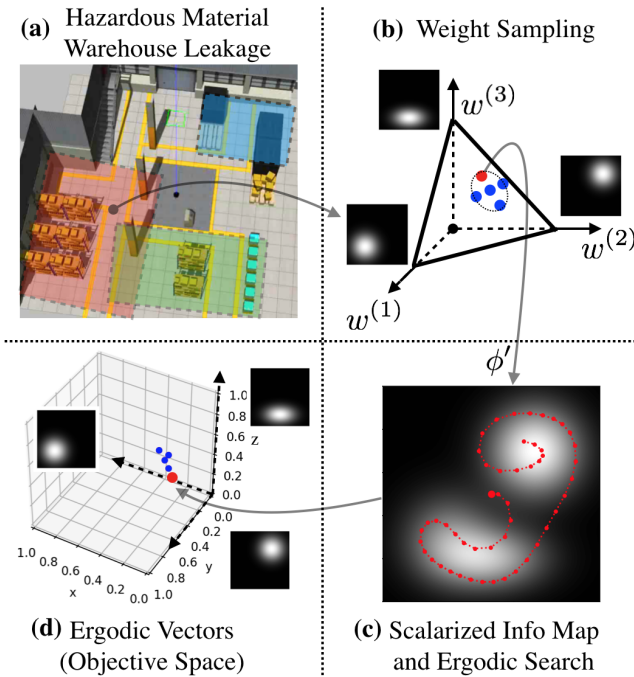 (a) Hazardous Material
Warehouse Leakage
(b) Weight Sampling
w^(3)
w^(2)
w^(1)
ϕ′
1.0
0.8
0.6
0.4
0.2
0.0
z
0.0
0.2
0.4
0.6
0.8
1.0
y
1.0
0.8
0.6
0.4
0.2
0.0
x
(d) Ergodic Vectors
(Objective Space)
(c) Scalarized Info Map
and Ergodic Search